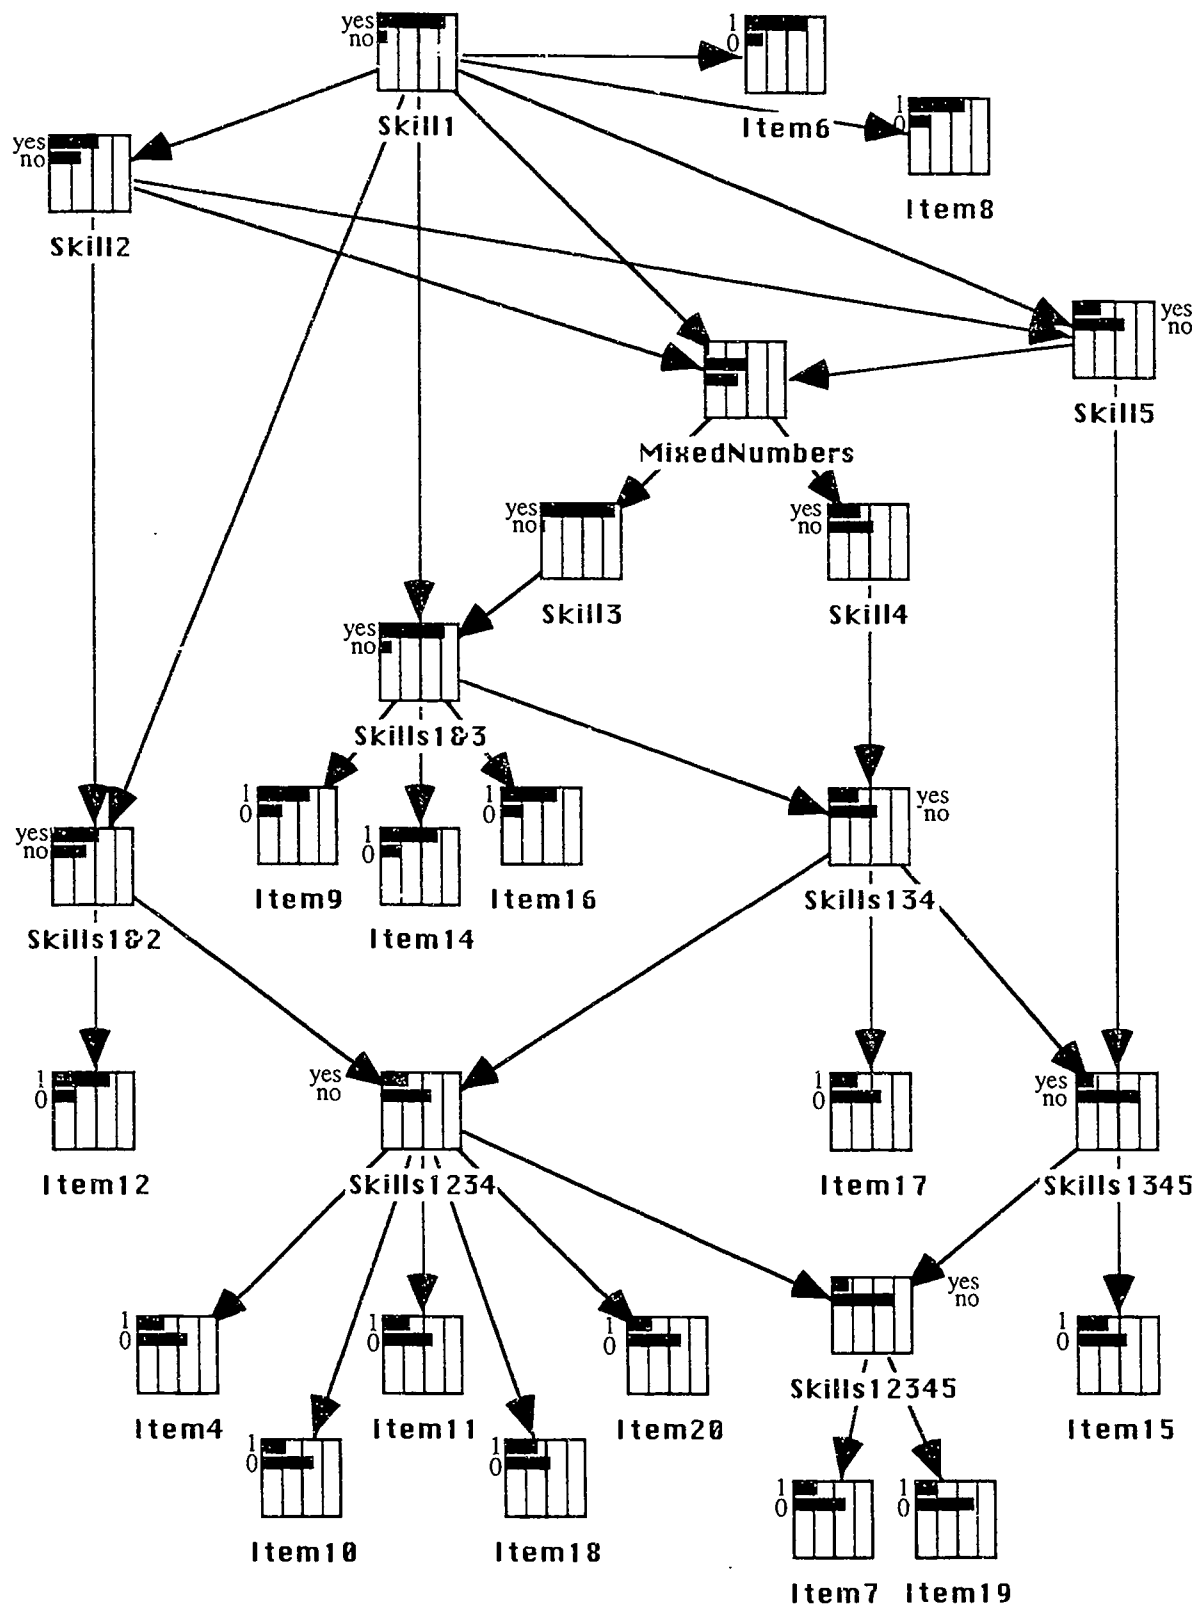 yes
no
Skill1
1
0
Item6
1
0
Item8
yes
no
Skill2
yes
no
Skill5
MixedNumbers
yes
no
Skill3
yes
no
Skill4
yes
no
Skills1&3
1
0
Item9
1
0
Item14
1
0
Item16
yes
no
Skills134
yes
no
Skills1&2
1
0
Item12
yes
no
Skills1234
1
0
Item17
yes
no
Skills1345
1
0
Item4
1
0
Item11
1
0
Item20
yes
no
Skills12345
1
0
Item15
1
0
Item10
1
0
Item18
1
0
Item7
1
0
Item19